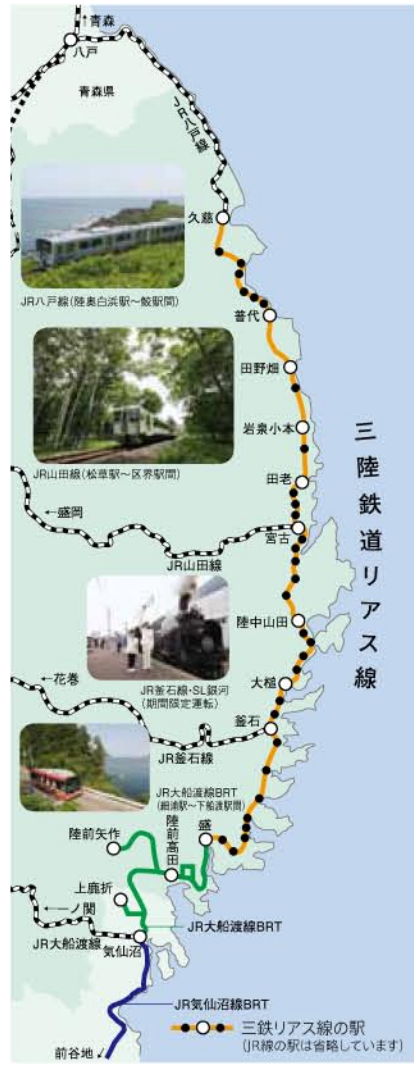 ↑青森
八戸
青森県
JR八戸線
久慈
JR八戸線(陸奥白浜駅〜鮫駅間)
普代
田野畑
岩泉小本
JR山田線(松草駅〜区界駅間)
田老
三陸鉄道リアス線
←盛岡
宮古
JR山田線
陸中山田
JR釜石線・SL銀河
(期間限定運転)
←花巻
大槌
釜石
JR釜石線
JR大船渡線BRT
(細浦駅〜下船渡駅間)
盛
陸前高田
陸前矢作
上鹿折
←一ノ関
JR大船渡線BRT
JR大船渡線
気仙沼
JR気仙沼線BRT
三鉄リアス線の駅
(JR線の駅は省略しています)
前谷地↙